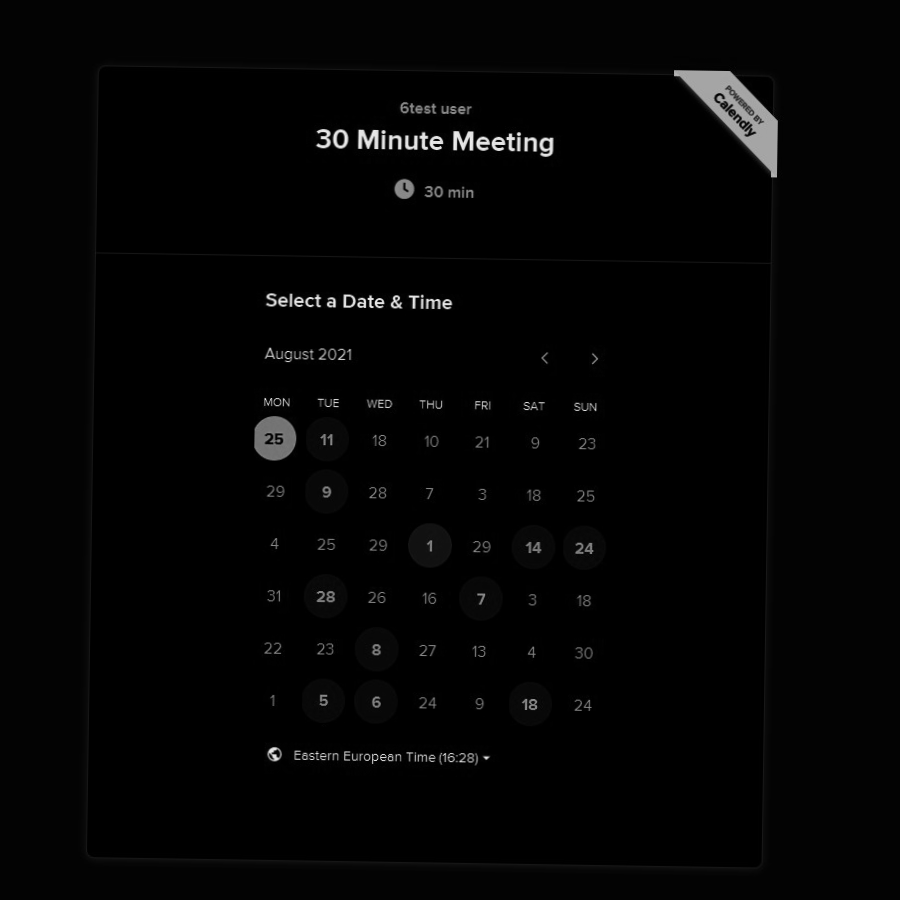 6test user
POWERED BY
Calendly
30 Minute Meeting
30 min
Select a Date & Time
August 2021
MON TUE WED THU FRI SAT SUN
25 11 18 10 21 9 23
29 9 28 7 3 18 25
4 25 29 1 29 14 24
31 28 26 16 7 3 18
22 23 8 27 13 4 30
1 5 6 24 9 18 24
Eastern European Time (16:28)